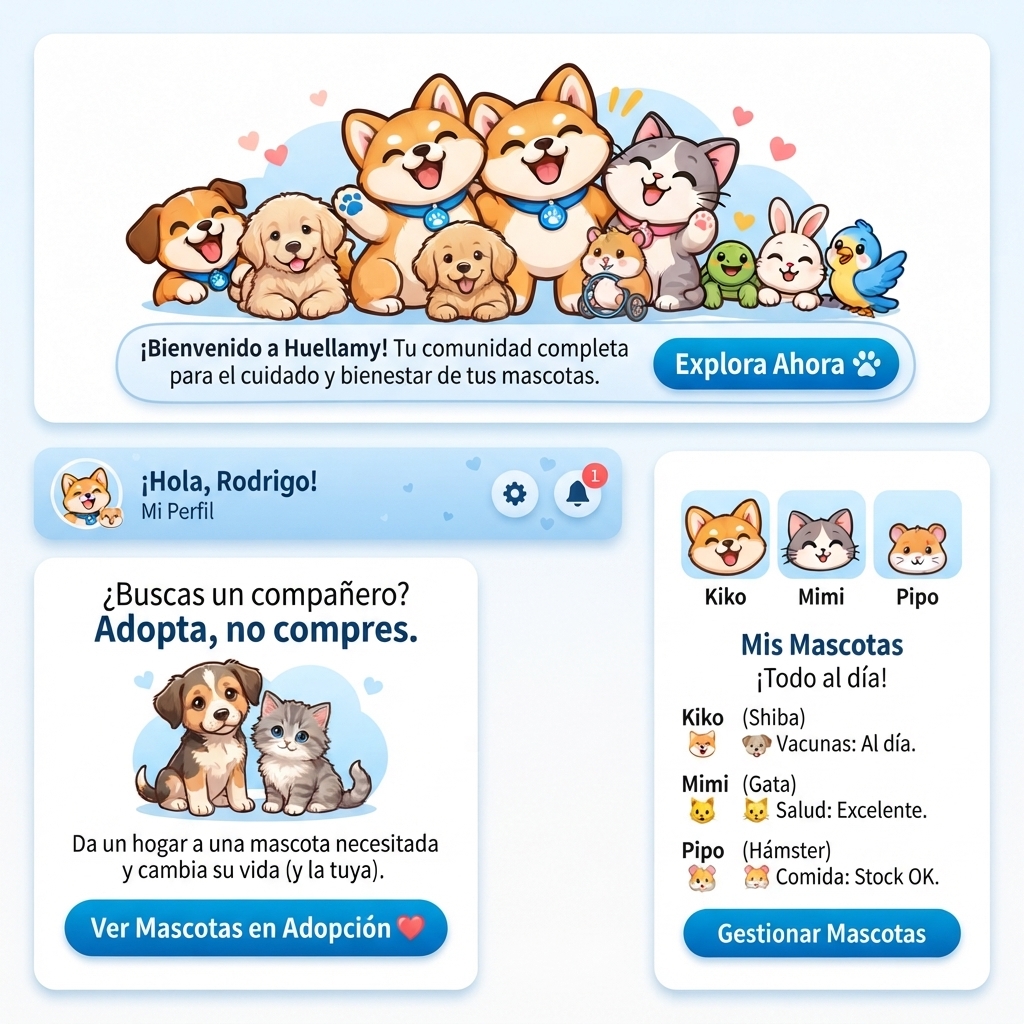 ¡Bienvenido a Huellamy! Tu comunidad completa
para el cuidado y bienestar de tus mascotas.
Explora Ahora
¡Hola, Rodrigo!
Mi Perfil
1
¿Buscas un compañero?
Adopta, no compres.
Da un hogar a una mascota necesitada
y cambia su vida (y la tuya).
Ver Mascotas en Adopción
Kiko Mimi Pipo
Mis Mascotas
¡Todo al día!
Kiko (Shiba)
Vacunas: Al día.
Mimi (Gata)
Salud: Excelente.
Pipo (Hámster)
Comida: Stock OK.
Gestionar Mascotas